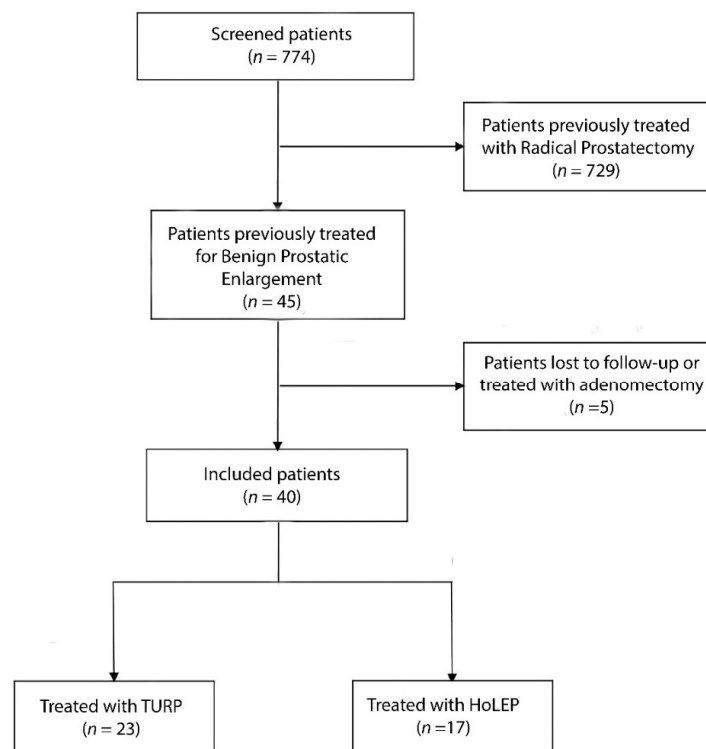 Screened patients
(n = 774)
Patients previously treated
with Radical Prostatectomy
(n = 729)
Patients previously treated
for Benign Prostatic
Enlargement
(n = 45)
Patients lost to follow-up or
treated with adenomectomy
(n =5)
Included patients
(n = 40)
Treated with TURP
(n = 23)
Treated with HoLEP
(n =17)